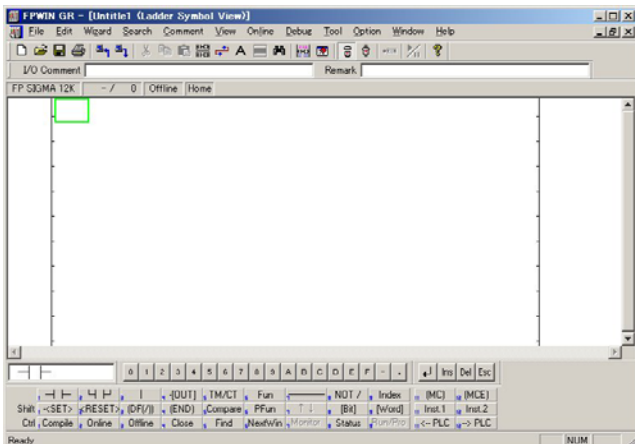 FPWIN GR - [Untitle1 (Ladder Symbol View)]
File Edit Wizard Search Comment View Online Debug Tool Option Window Help
I/O Comment Remark
FP SIGMA 12K - / 0 Offline Home
0 1 2 3 4 5 6 7 8 9 A B C D E F - . Ins Del Esc
-[OUT] TM/CT Fun NOT / Index (MC) (MCE)
Shift -<SET> <RESET> (DF(/)) (END) Compare PFun ↑↓ [Bit] [Word] Inst.1 Inst.2
Ctrl Compile Online Offline Close Find NextWin Monitor Status Run/Pro <-- PLC --> PLC
Ready NUM